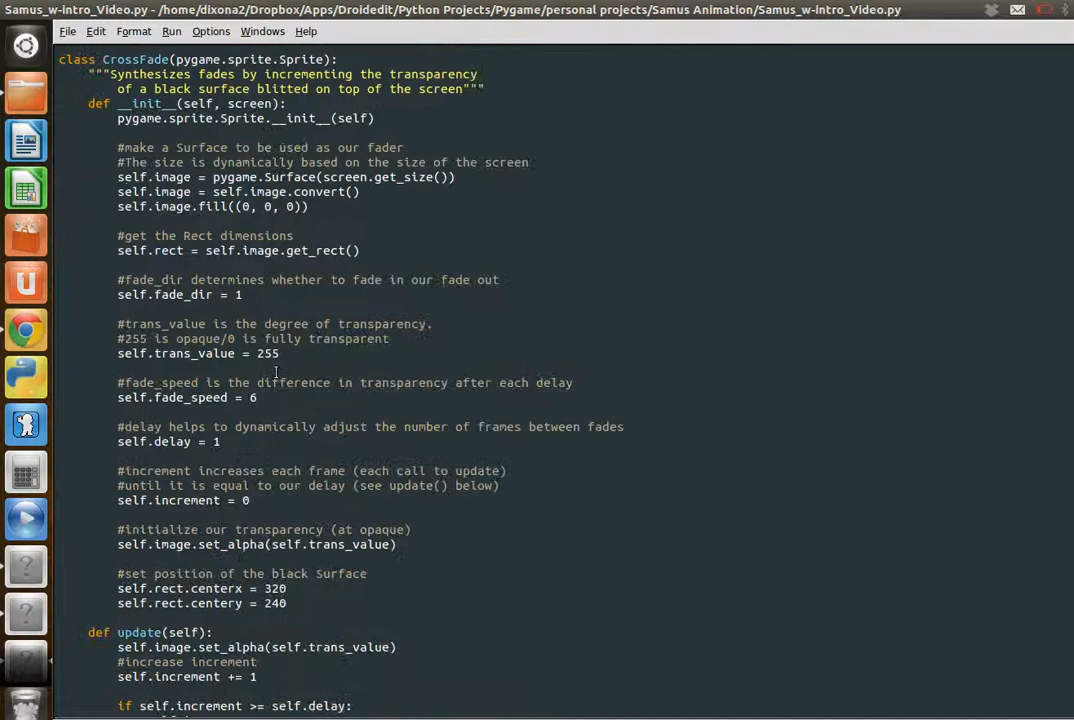 Samus_w-intro_Video.py - /home/dixona2/Dropbox/Apps/Droidedit/Python Projects/Pygame/personal projects/Samus Animation/Samus_w-intro_Video.py
File Edit Format Run Options Windows Help
class CrossFade(pygame.sprite.Sprite):
    """Synthesizes fades by incrementing the transparency
        of a black surface blitted on top of the screen"""
    def __init__(self, screen):
        pygame.sprite.Sprite.__init__(self)

        #make a Surface to be used as our fader
        #The size is dynamically based on the size of the screen
        self.image = pygame.Surface(screen.get_size())
        self.image = self.image.convert()
        self.image.fill((0, 0, 0))

        #get the Rect dimensions
        self.rect = self.image.get_rect()

        #fade_dir determines whether to fade in our fade out
        self.fade_dir = 1

        #trans_value is the degree of transparency.
        #255 is opaque/0 is fully transparent
        self.trans_value = 255

        #fade_speed is the difference in transparency after each delay
        self.fade_speed = 6

        #delay helps to dynamically adjust the number of frames between fades
        self.delay = 1

        #increment increases each frame (each call to update)
        #until it is equal to our delay (see update() below)
        self.increment = 0

        #initialize our transparency (at opaque)
        self.image.set_alpha(self.trans_value)

        #set position of the black Surface
        self.rect.centerx = 320
        self.rect.centery = 240

    def update(self):
        self.image.set_alpha(self.trans_value)
        #increase increment
        self.increment += 1

        if self.increment >= self.delay: